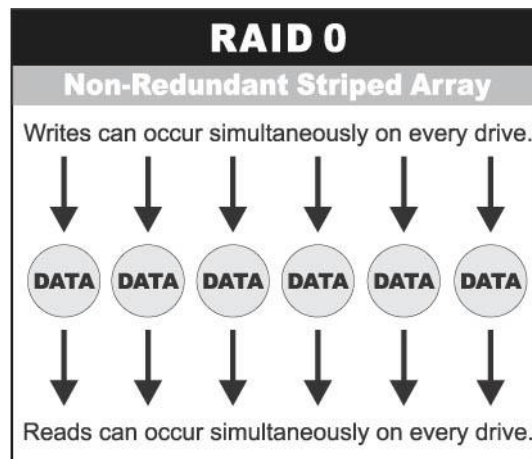 RAID 0
Non-Redundant Striped Array
Writes can occur simultaneously on every drive.
DATA DATA DATA DATA DATA DATA
Reads can occur simultaneously on every drive.